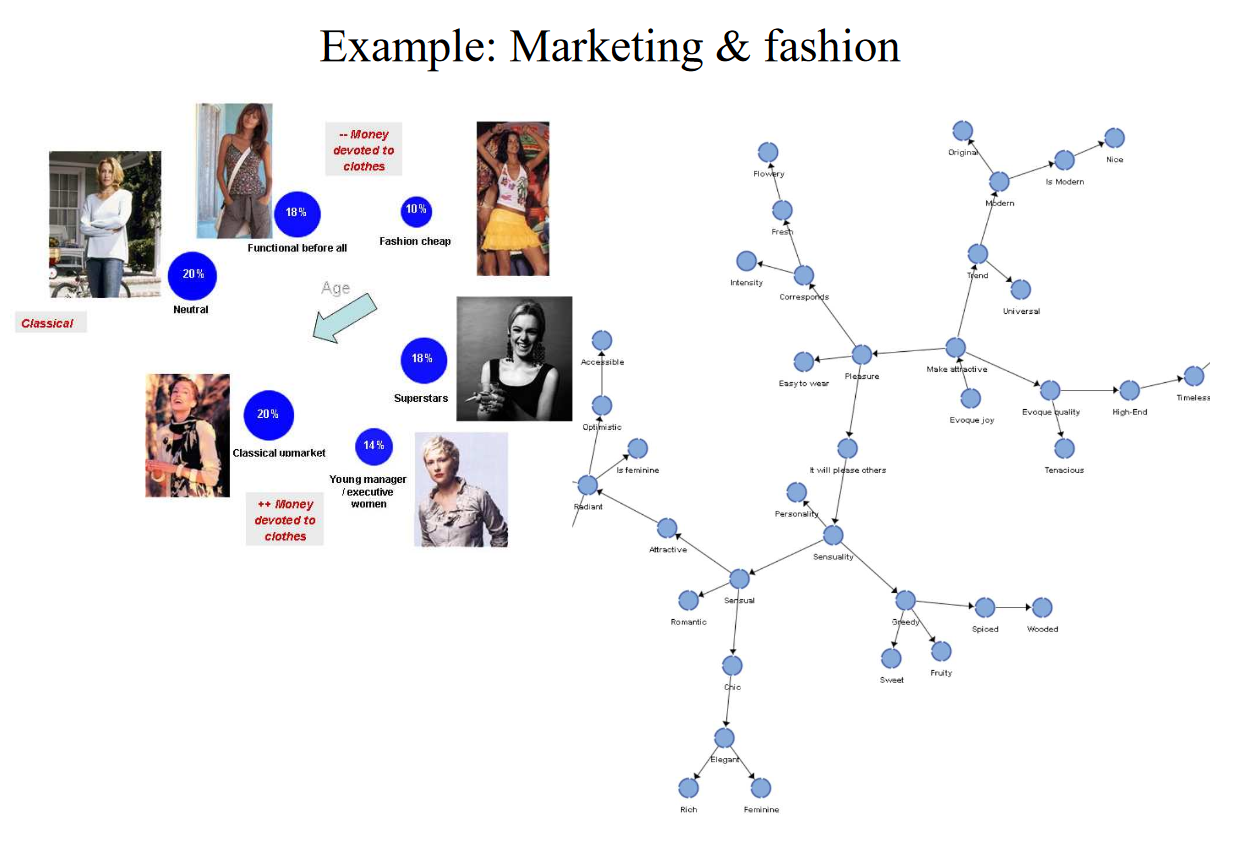 Example: Marketing & fashion
-- Money
devoted to
clothes
18%
Functional before all
10%
Fashion cheap
20%
Neutral
Age
Classical
18%
Superstars
20%
Classical upmarket
14%
Young manager
/ executive
women
++ Money
devoted to
clothes
Original
Nice
Is Modern
Modern
Flowery
Fresh
Trend
Intensity
Corresponds
Universal
Accessible
Easy to wear
Pleasure
Make attractive
Evoque joy
Evoque quality
High-End
Timeless
Optimistic
Is feminine
It will please others
Tenacious
Radiant
Personality
Attractive
Sensuality
Sensual
Romantic
Greedy
Spiced
Wooded
Sweet
Fruity
Chic
Elegant
Rich
Feminine